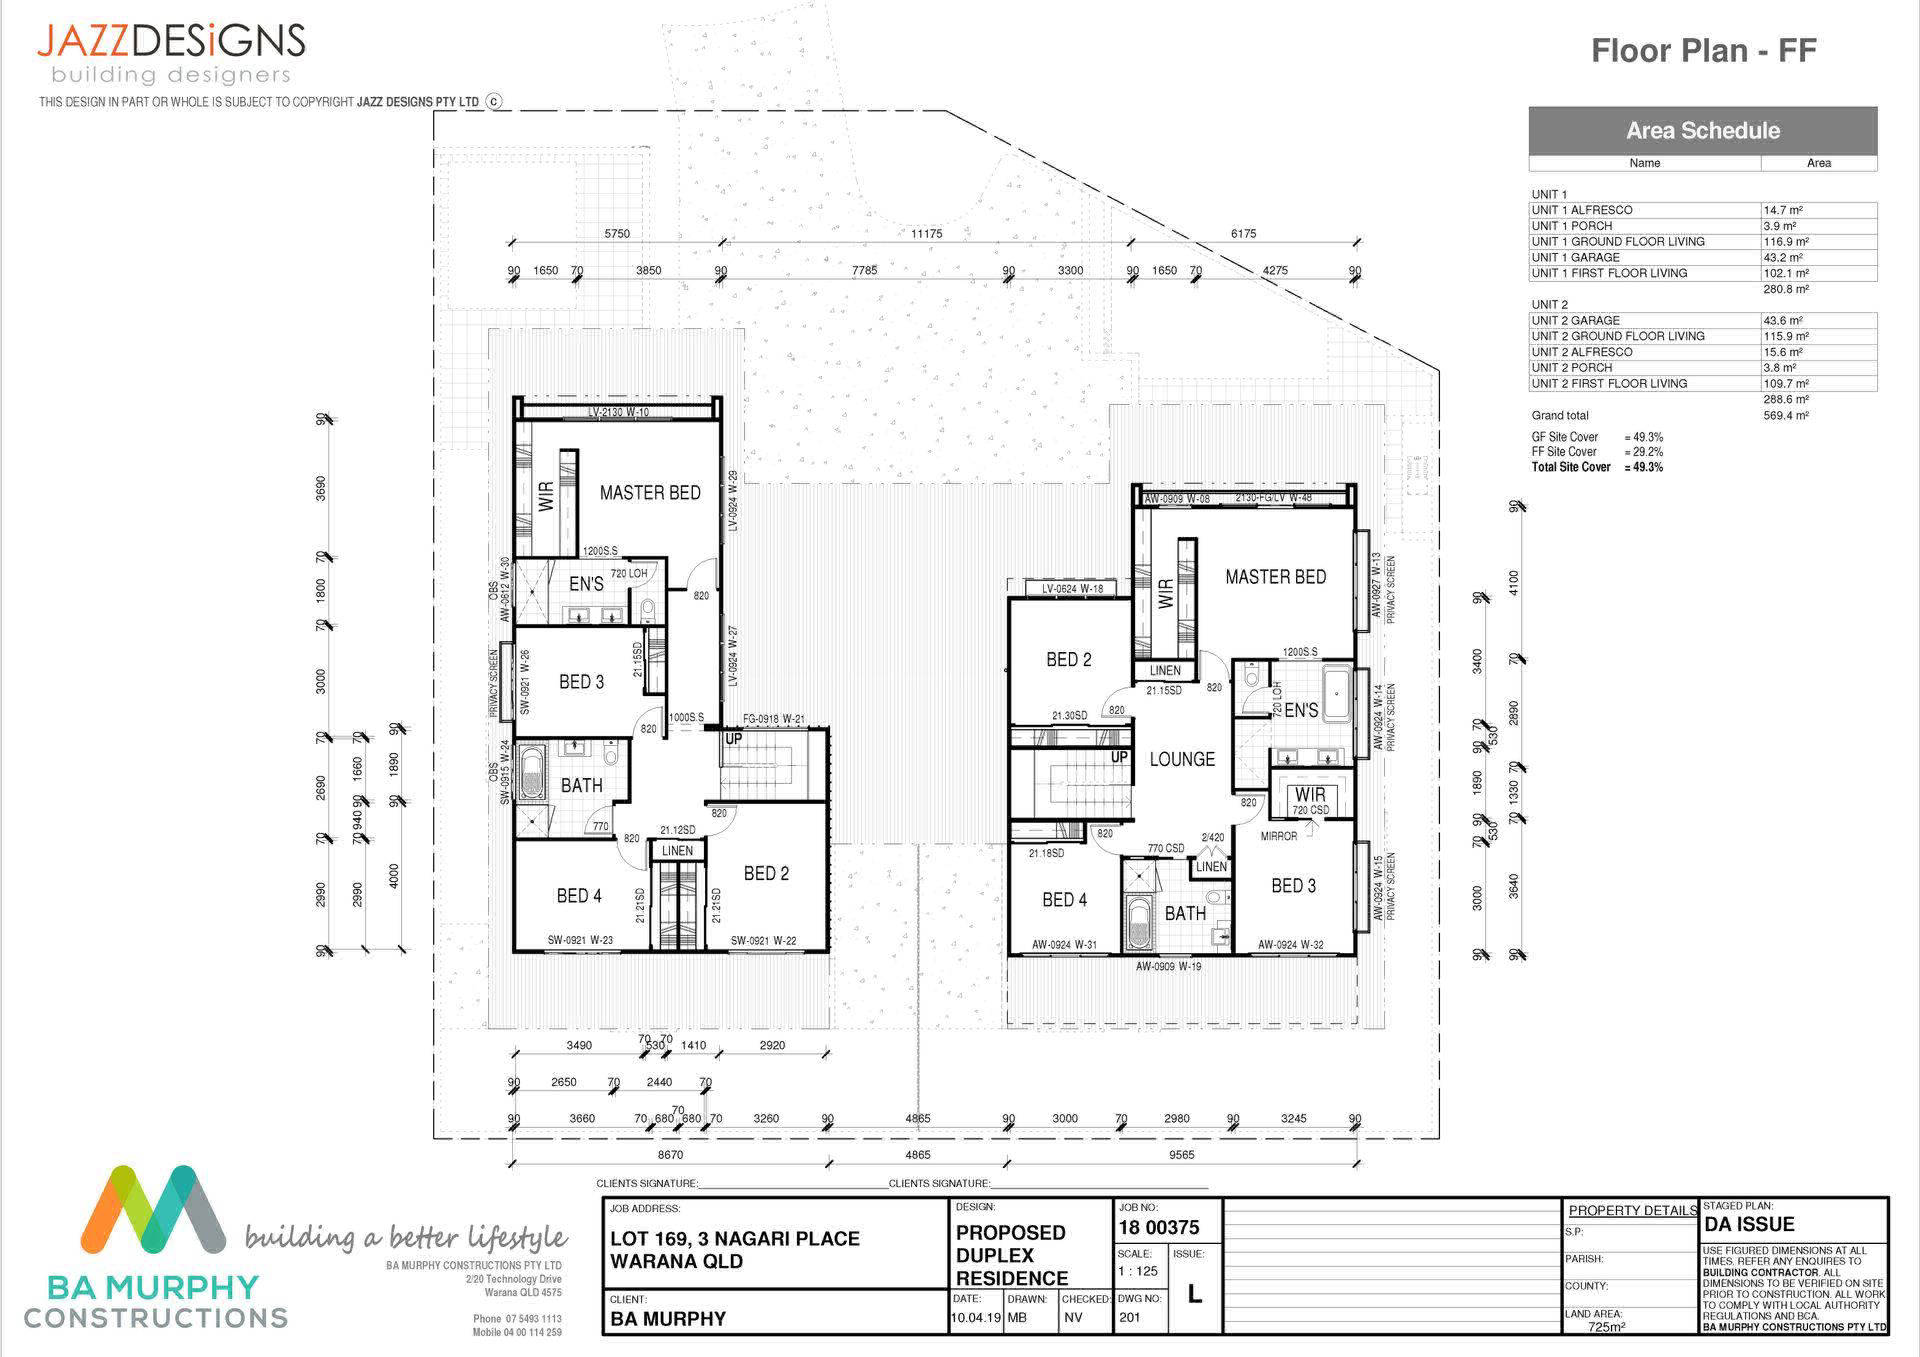 JAZZDESiGNS
building designers
THIS DESIGN IN PART OR WHOLE IS SUBJECT TO COPYRIGHT JAZZ DESIGNS PTY LTD ©
Floor Plan - FF
Area Schedule
Name Area
UNIT 1
UNIT 1 ALFRESCO 14.7 m²
UNIT 1 PORCH 3.9 m²
UNIT 1 GROUND FLOOR LIVING 116.9 m²
UNIT 1 GARAGE 43.2 m²
UNIT 1 FIRST FLOOR LIVING 102.1 m²
280.8 m²
UNIT 2
UNIT 2 GARAGE 43.6 m²
UNIT 2 GROUND FLOOR LIVING 115.9 m²
UNIT 2 ALFRESCO 15.6 m²
UNIT 2 PORCH 3.8 m²
UNIT 2 FIRST FLOOR LIVING 109.7 m²
288.6 m²
Grand total 569.4 m²
GF Site Cover = 49.3%
FF Site Cover = 29.2%
Total Site Cover = 49.3%
5750 11175 6175
90 1650 70 3850 90 7785 90 3300 90 1650 70 4275 90
90 3690 70 1800 70 3000 70 2690 70 2990 90
70 1660 90 940 70 2990
90 1890 90 4000
LV-2130 W-10
WIR
MASTER BED
LV-0924 W-29
1200S.S
OBS
AW-0612 W-30
EN'S
720 LOH
820
LV-0924 W-27
PRIVACY SCREEN
SW-0921 W-26
BED 3
21.15SD
820
1000S.S
FG-0918 W-21
UP
OBS
SW-0915 W-24
BATH
770
820
21.12SD
820
LINEN
BED 4
21.21SD
21.21SD
BED 2
SW-0921 W-23
SW-0921 W-22
AW-0909 W-08
2130-FG/LV W-48
WIR
MASTER BED
AW-0927 W-13
PRIVACY SCREEN
LV-0624 W-18
BED 2
LINEN
21.15SD
820
1200S.S
720 LOH
EN'S
AW-0924 W-14
PRIVACY SCREEN
820
21.30SD
UP
LOUNGE
WIR
720 CSD
820
MIRROR
820
21.18SD
770 CSD
2/420
LINEN
BED 4
BATH
BED 3
AW-0924 W-15
PRIVACY SCREEN
AW-0924 W-31
AW-0909 W-19
AW-0924 W-32
90 3400 70 530 90 1890 90 530 70 3000 90
90 4100 70 2890 70 1330 70 3640 90
3490 70 530 70 1410 2920
90 2650 70 2440 70
90 3660 70 680 70 680 70 3260 90 4865 90 3000 70 2980 90 3245 90
8670 4865 9565
CLIENTS SIGNATURE: CLIENTS SIGNATURE:
BA MURPHY
CONSTRUCTIONS
building a better lifestyle
BA MURPHY CONSTRUCTIONS PTY LTD
2/20 Technology Drive
Warana QLD 4575
Phone 07 5493 1113
Mobile 04 00 114 259
JOB ADDRESS:
LOT 169, 3 NAGARI PLACE
WARANA QLD
CLIENT:
BA MURPHY
DESIGN:
PROPOSED
DUPLEX
RESIDENCE
DATE:
10.04.19
DRAWN:
MB
CHECKED:
NV
JOB NO:
18 00375
SCALE:
1 : 125
ISSUE:
L
DWG NO:
201
PROPERTY DETAILS
S.P:
PARISH:
COUNTY:
LAND AREA:
725m²
STAGED PLAN:
DA ISSUE
USE FIGURED DIMENSIONS AT ALL
TIMES. REFER ANY ENQUIRES TO
BUILDING CONTRACTOR. ALL
DIMENSIONS TO BE VERIFIED ON SITE
PRIOR TO CONSTRUCTION. ALL WORK
TO COMPLY WITH LOCAL AUTHORITY
REGULATIONS AND BCA.
BA MURPHY CONSTRUCTIONS PTY LTD